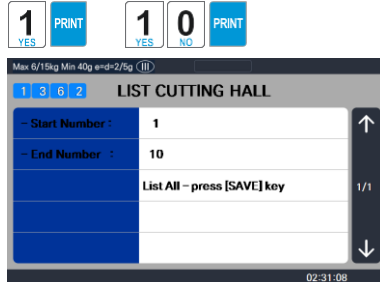 1 PRINT 1 0 PRINT
YES YES NO
Max 6/15kg Min 40g e=d=2/5g III
1 3 6 2 LIST CUTTING HALL
- Start Number : 1
- End Number : 10
List All - press [SAVE] key
1/1
02:31:08